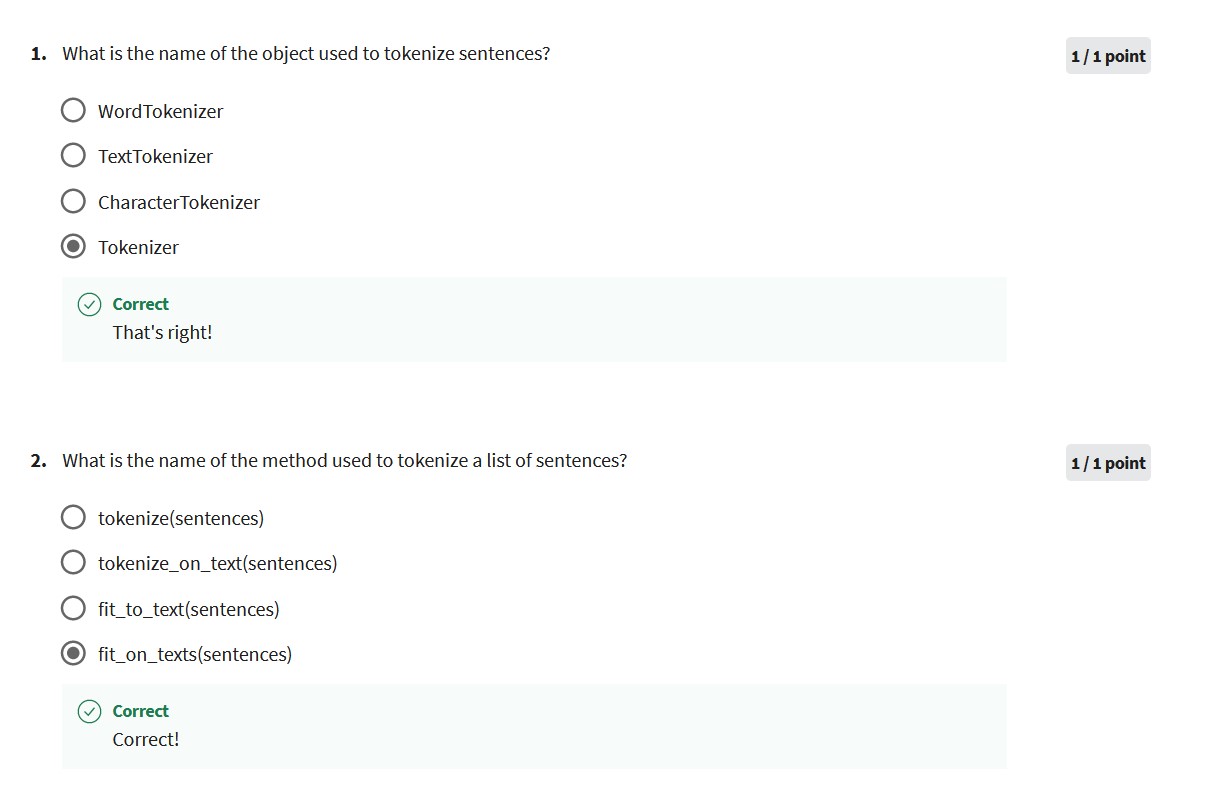 1. What is the name of the object used to tokenize sentences?
1 / 1 point
WordTokenizer
TextTokenizer
CharacterTokenizer
Tokenizer
Correct
That's right!
2. What is the name of the method used to tokenize a list of sentences?
1 / 1 point
tokenize(sentences)
tokenize_on_text(sentences)
fit_to_text(sentences)
fit_on_texts(sentences)
Correct
Correct!